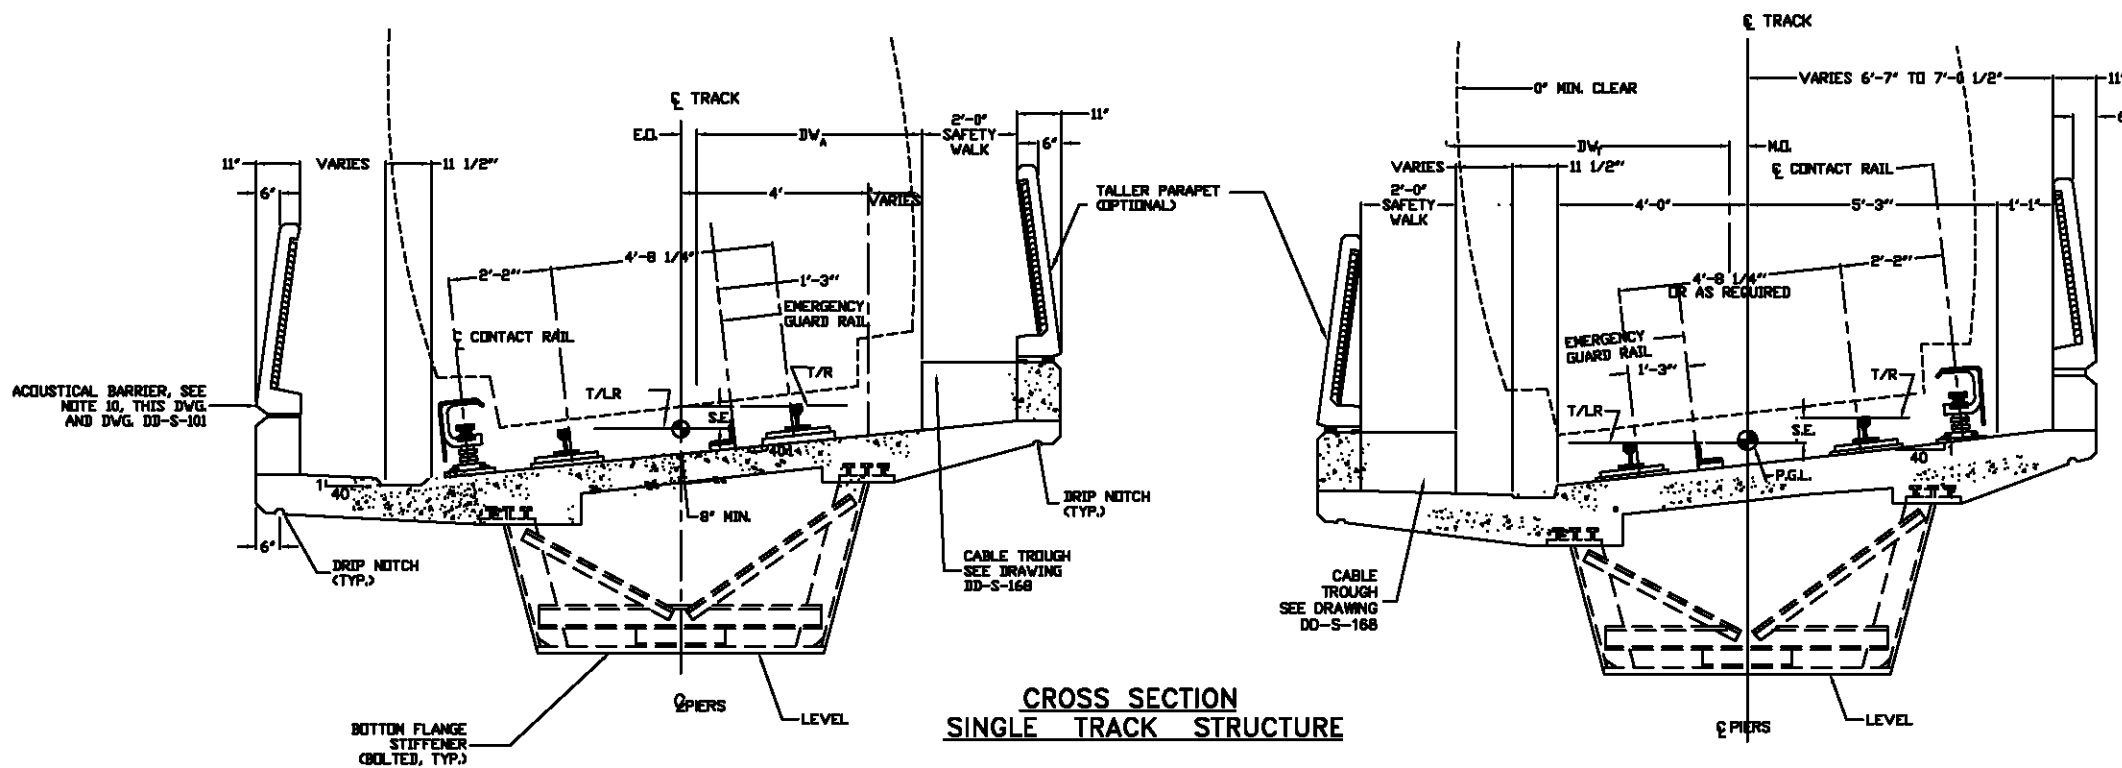 ℄ TRACK
E.O.
DW_A
2'-0"
SAFETY
WALK
11"
6"
11"
VARIES
11 1/2"
6"
4'
VARIES
2'-2"
4'-8 1/4"
1'-3"
EMERGENCY
GUARD RAIL
℄ CONTACT RAIL
T/LR
T/R
S.E.
ACOUSTICAL BARRIER, SEE
NOTE 10, THIS DWG.
AND DWG. DD-S-101
1
40
40
1
8" MIN.
6"
DRIP NOTCH
(TYP.)
DRIP NOTCH
(TYP.)
CABLE TROUGH
SEE DRAWING
DD-S-168
℄ PIERS
LEVEL
BOTTOM FLANGE
STIFFENER
(BOLTED, TYP.)
TALLER PARAPET
(OPTIONAL)
CROSS SECTION
SINGLE TRACK STRUCTURE
℄ TRACK
VARIES 6'-7" TO 7'-0 1/2"
11"
0" MIN. CLEAR
M.O.
VARIES
11 1/2"
℄ CONTACT RAIL
2'-0"
SAFETY
WALK
4'-0"
5'-3"
1'-1"
2'-2"
4'-8 1/4"
OR AS REQUIRED
EMERGENCY
GUARD RAIL
1'-3"
T/R
T/LR
S.E.
40
P.G.L.
CABLE
TROUGH
SEE DRAWING
DD-S-168
℄ PIERS
LEVEL